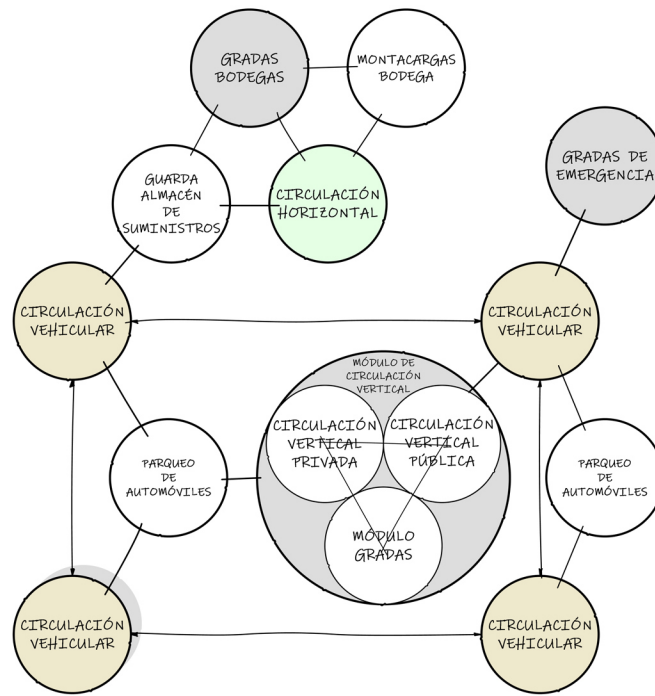 GRADAS
BODEGAS
MONTACARGAS
BODEGA
GRADAS DE
EMERGENCIA
GUARDA
ALMACÉN
DE
SUMINISTROS
CIRCULACIÓN
HORIZONTAL
CIRCULACIÓN
VEHICULAR
CIRCULACIÓN
VEHICULAR
MÓDULO DE
CIRCULACIÓN
VERTICAL
CIRCULACIÓN
VERTICAL
PRIVADA
CIRCULACIÓN
VERTICAL
PÚBLICA
PARQUEO
DE
AUTOMÓVILES
PARQUEO
DE
AUTOMÓVILES
MÓDULO
GRADAS
CIRCULACIÓN
VEHICULAR
CIRCULACIÓN
VEHICULAR